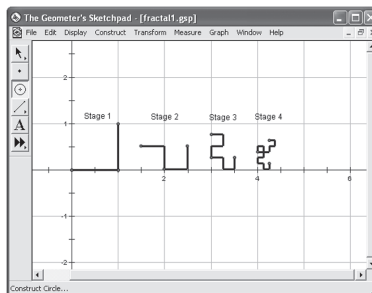 The Geometer's Sketchpad - [fractal1.gsp]
File Edit Display Construct Transform Measure Graph Window Help
2
Stage 1 Stage 2 Stage 3 Stage 4
1
A
2 4 6
-1
-2
Construct Circle...